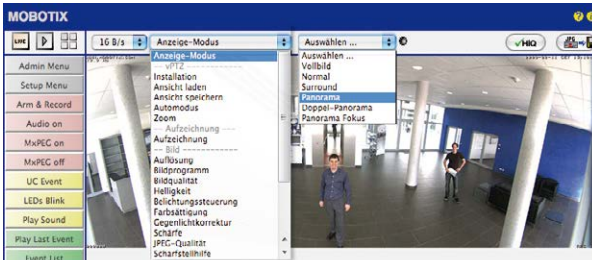 MOBOTIX
LIVE
16 B/s
Anzeige-Modus
Auswählen ...
HIQ
JPG
Admin Menu
Setup Menu
Arm & Record
Audio on
MxPEG on
MxPEG off
UC Event
LEDs Blink
Play Sound
Play Last Event
Event List
Anzeige-Modus
--- vPTZ ---------------
Installation
Ansicht laden
Ansicht speichern
Automodus
Zoom
--- Aufzeichnung ----
Aufzeichnung
--- Bild ----------------
Auflösung
Bildprogramm
Bildqualität
Helligkeit
Belichtungssteuerung
Farbsättigung
Gegenlichtkorrektur
Schärfe
JPEG-Qualität
Scharfstellhilfe
Auswählen ...
Vollbild
Normal
Surround
Panorama
Doppel-Panorama
Panorama Fokus